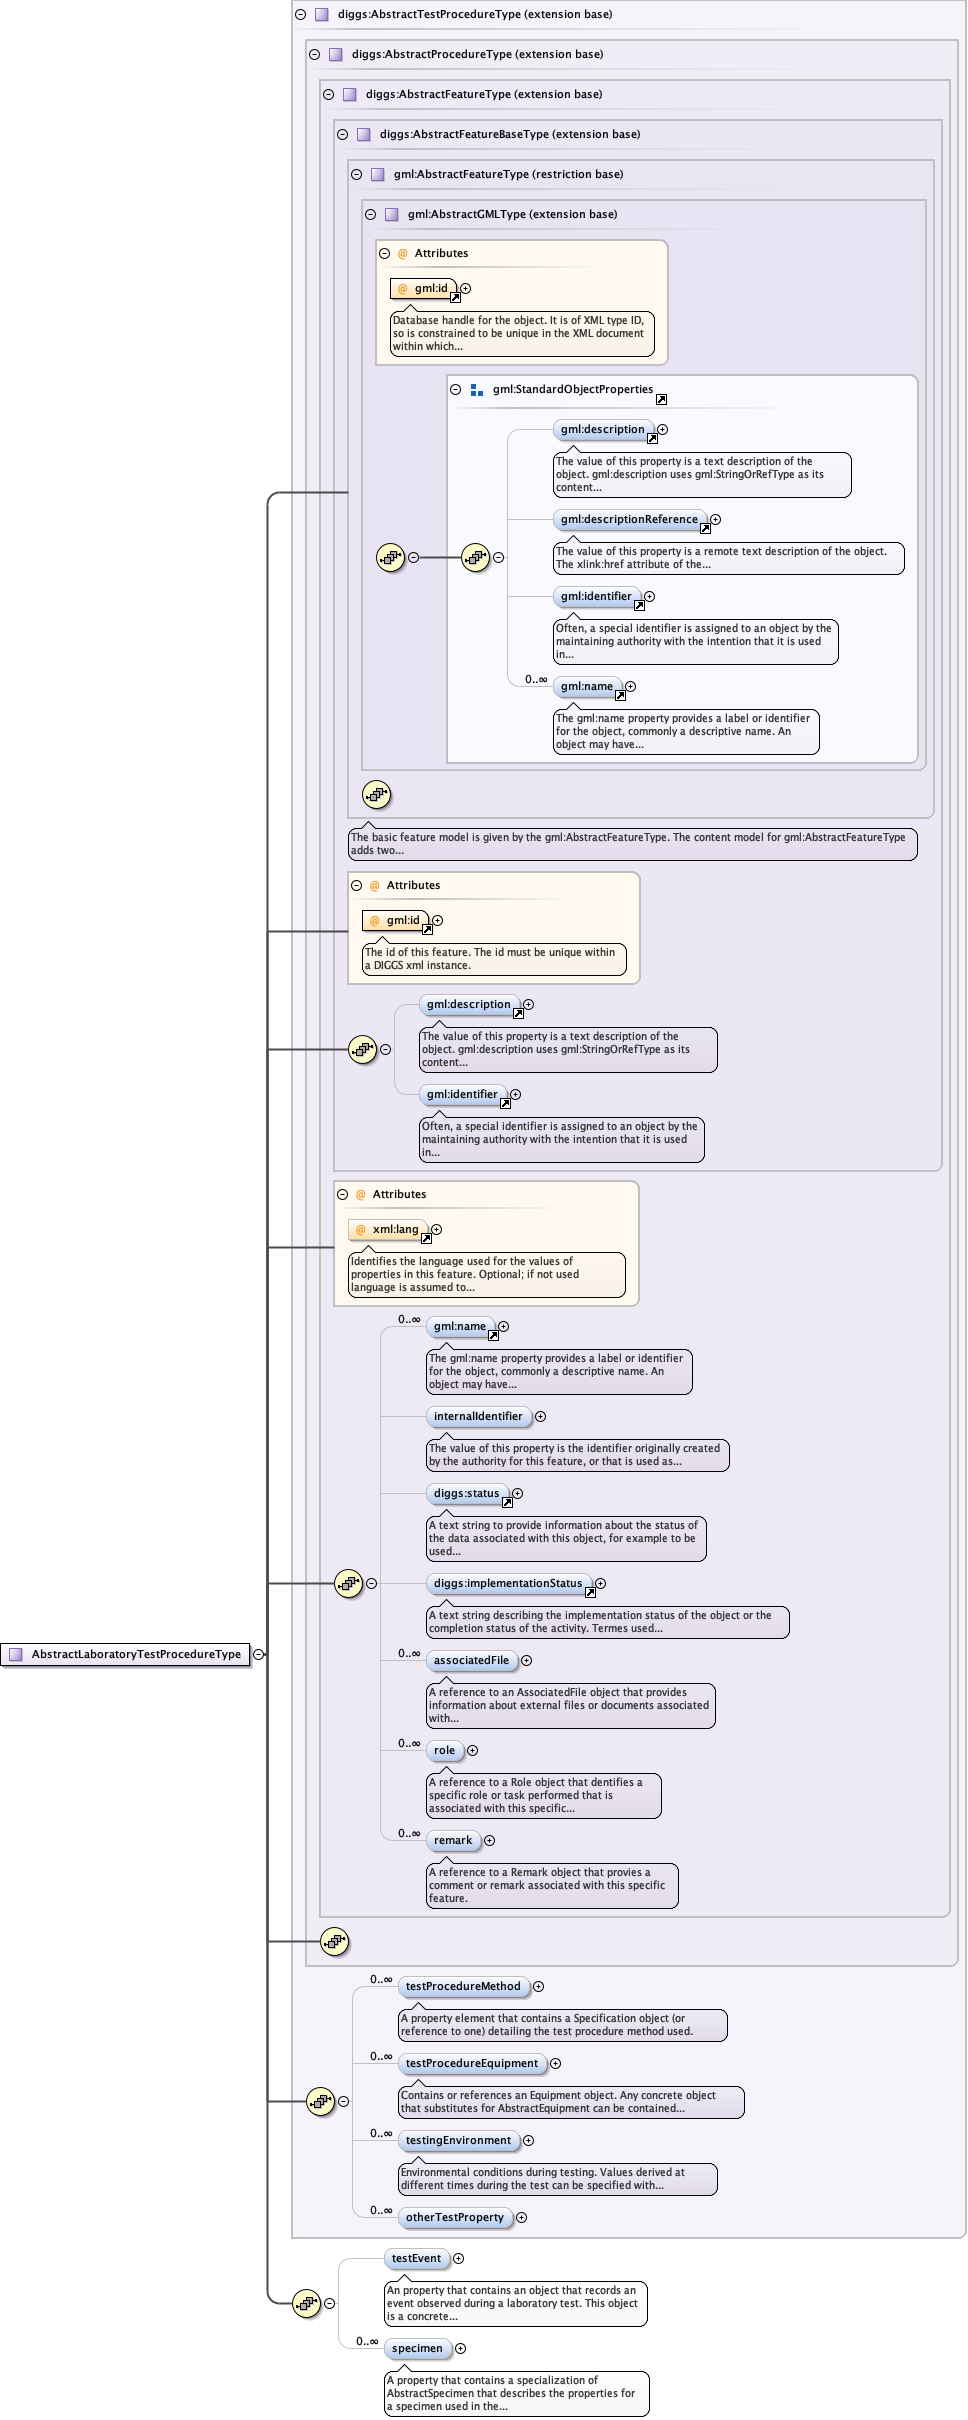 diggs:AbstractTestProcedureType (extension base)
diggs:AbstractProcedureType (extension base)
diggs:AbstractFeatureType (extension base)
diggs:AbstractFeatureBaseType (extension base)
gml:AbstractFeatureType (restriction base)
gml:AbstractGMLType (extension base)
@ Attributes
@ gml:id
Database handle for the object. It is of XML type ID,
so is constrained to be unique in the XML document
within which...
gml:StandardObjectProperties
gml:description
The value of this property is a text description of the
object. gml:description uses gml:StringOrRefType as its
content...
gml:descriptionReference
The value of this property is a remote text description of the object.
The xlink:href attribute of the...
gml:identifier
Often, a special identifier is assigned to an object by the
maintaining authority with the intention that it is used
in...
0..∞
gml:name
The gml:name property provides a label or identifier
for the object, commonly a descriptive name. An
object may have...
The basic feature model is given by the gml:AbstractFeatureType. The content model for gml:AbstractFeatureType
adds two...
@ Attributes
@ gml:id
The id of this feature. The id must be unique within
a DIGGS xml instance.
gml:description
The value of this property is a text description of the
object. gml:description uses gml:StringOrRefType as its
content...
gml:identifier
Often, a special identifier is assigned to an object by the
maintaining authority with the intention that it is used
in...
@ Attributes
@ xml:lang
Identifies the language used for the values of
properties in this feature. Optional; if not used
language is assumed to...
0..∞
gml:name
The gml:name property provides a label or identifier
for the object, commonly a descriptive name. An
object may have...
internalIdentifier
The value of this property is the identifier originally created
by the authority for this feature, or that is used as...
diggs:status
A text string to provide information about the status of
the data associated with this object, for example to be
used...
diggs:implementationStatus
A text string describing the implementation status of the object or the
completion status of the activity. Termes used...
AbstractLaboratoryTestProcedureType
0..∞
associatedFile
A reference to an AssociatedFile object that provides
information about external files or documents associated
with...
0..∞
role
A reference to a Role object that dentifies a
specific role or task performed that is
associated with this specific...
0..∞
remark
A reference to a Remark object that provies a
comment or remark associated with this specific
feature.
0..∞
testProcedureMethod
A property element that contains a Specification object (or
reference to one) detailing the test procedure method used.
0..∞
testProcedureEquipment
Contains or references an Equipment object. Any concrete object
that substitutes for AbstractEquipment can be contained...
0..∞
testingEnvironment
Environmental conditions during testing. Values derived at
different times during the test can be specified with...
0..∞
otherTestProperty
testEvent
An property that contains an object that records an
event observed during a laboratory test. This object
is a concrete...
0..∞
specimen
A property that contains a specialization of
AbstractSpecimen that describes the properties for
a specimen used in the...